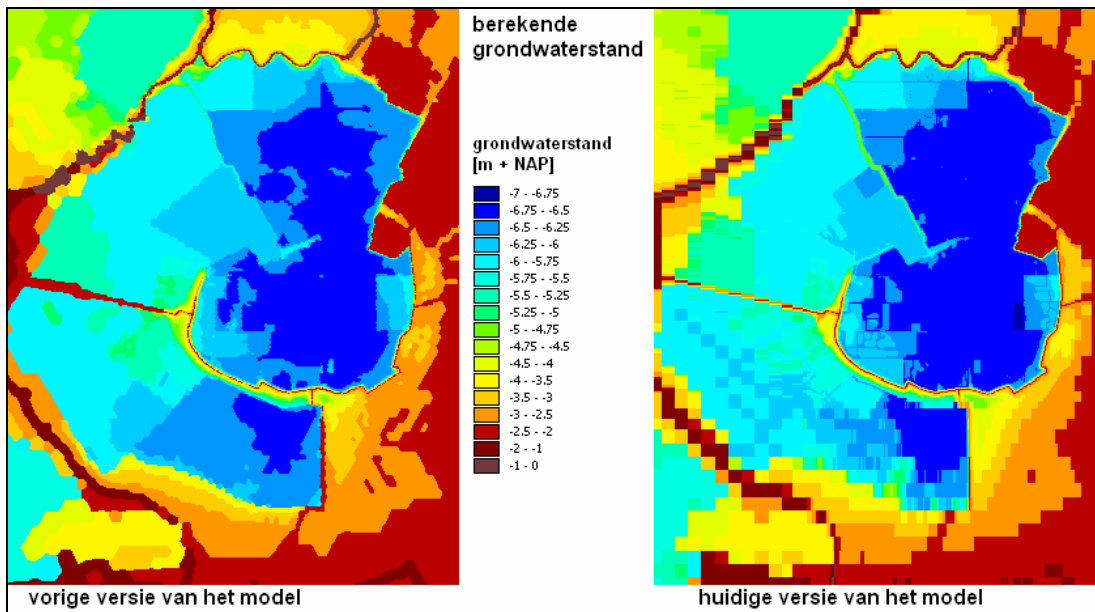 berekende
grondwaterstand
grondwaterstand
[m + NAP]
-7 - -6.75
-6.75 - -6.5
-6.5 - -6.25
-6.25 - -6
-6 - -5.75
-5.75 - -5.5
-5.5 - -5.25
-5.25 - -5
-5 - -4.75
-4.75 - -4.5
-4.5 - -4
-4 - -3.5
-3.5 - -3
-3 - -2.5
-2.5 - -2
-2 - -1
-1 - 0
vorige versie van het model
huidige versie van het model